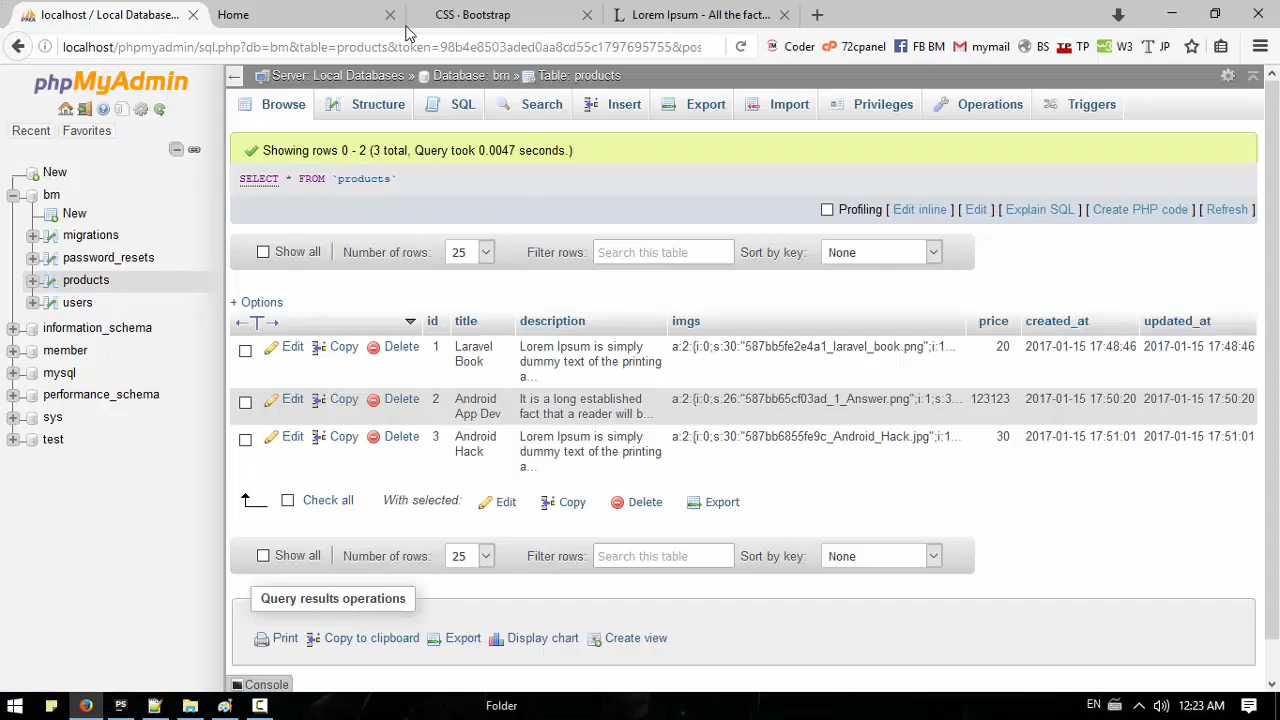 localhost / Local Database...
Home
CSS · Bootstrap
Lorem Ipsum - All the fact...
localhost/phpmyadmin/sql.php?db=bm&table=products&token=98b4e8503aded0aedd55c1797695755&pos
Coder
72cpanel
FB BM
mymail
BS
TP
W3
JP
phpMyAdmin
Recent
Favorites
New
bm
New
migrations
password_resets
products
users
information_schema
member
mysql
performance_schema
sys
test
Server: Local Databases » Database: bm » Table: products
Browse
Structure
SQL
Search
Insert
Export
Import
Privileges
Operations
Triggers
Showing rows 0 - 2 (3 total, Query took 0.0047 seconds.)
SELECT * FROM `products`
Profiling [ Edit inline ] [ Edit ] [ Explain SQL ] [ Create PHP code ] [ Refresh ]
Show all
Number of rows: 25
Filter rows: Search this table
Sort by key: None
+ Options
id title description imgs price created_at updated_at
Edit Copy Delete 1 Laravel Book
Lorem Ipsum is simply
dummy text of the printing
a...
a:2:{i:0;s:30:"587bb5fe2e4a1_laravel_book.png";i:1...
20 2017-01-15 17:48:46 2017-01-15 17:48:46
Edit Copy Delete 2 Android App Dev
It is a long established
fact that a reader will b...
a:2:{i:0;s:26:"587bb65cf03ad_1_Answer.png";i:1;s:3...
123123 2017-01-15 17:50:20 2017-01-15 17:50:20
Edit Copy Delete 3 Android Hack
Lorem Ipsum is simply
dummy text of the printing
a...
a:2:{i:0;s:30:"587bb6855fe9c_Android_Hack.jpg";i:1...
30 2017-01-15 17:51:01 2017-01-15 17:51:01
Check all
With selected:
Edit
Copy
Delete
Export
Show all
Number of rows: 25
Filter rows: Search this table
Sort by key: None
Query results operations
Print
Copy to clipboard
Export
Display chart
Create view
Console
Folder
EN
12:23 AM